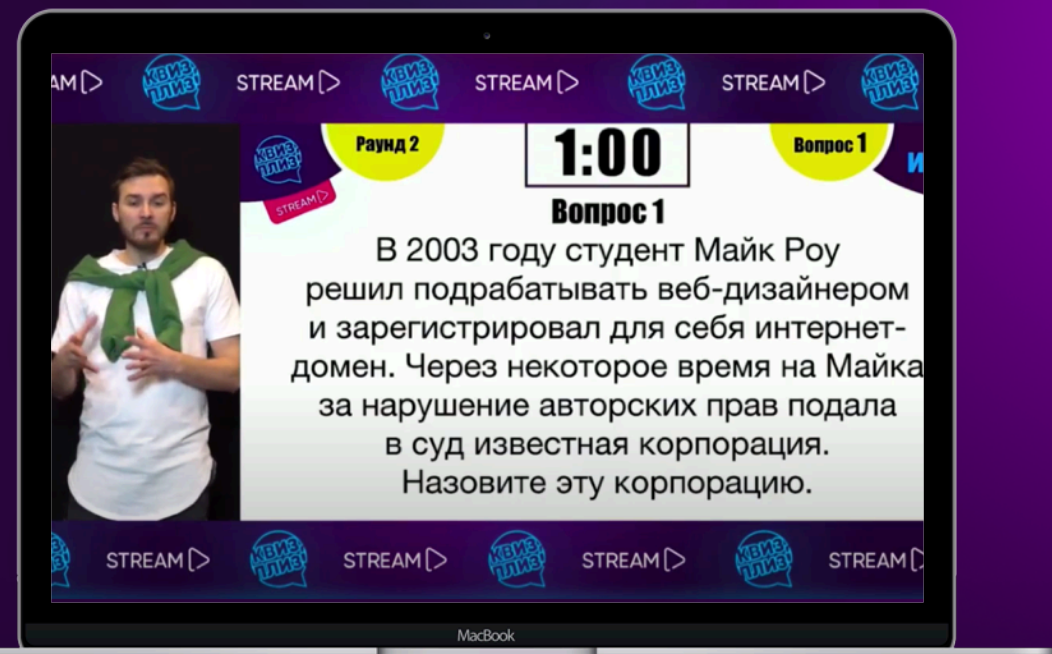 АМ
КВИЗ ПЛИЗ
STREAM
КВИЗ ПЛИЗ
STREAM
КВИЗ ПЛИЗ
STREAM
КВИЗ ПЛИЗ
КВИЗ ПЛИЗ
STREAM
Раунд 2
1:00
Вопрос 1
И
Вопрос 1
В 2003 году студент Майк Роу
решил подрабатывать веб-дизайнером
и зарегистрировал для себя интернет-
домен. Через некоторое время на Майка
за нарушение авторских прав подала
в суд известная корпорация.
Назовите эту корпорацию.
STREAM
КВИЗ ПЛИЗ
STREAM
КВИЗ ПЛИЗ
STREAM
КВИЗ ПЛИЗ
STREAM
MacBook